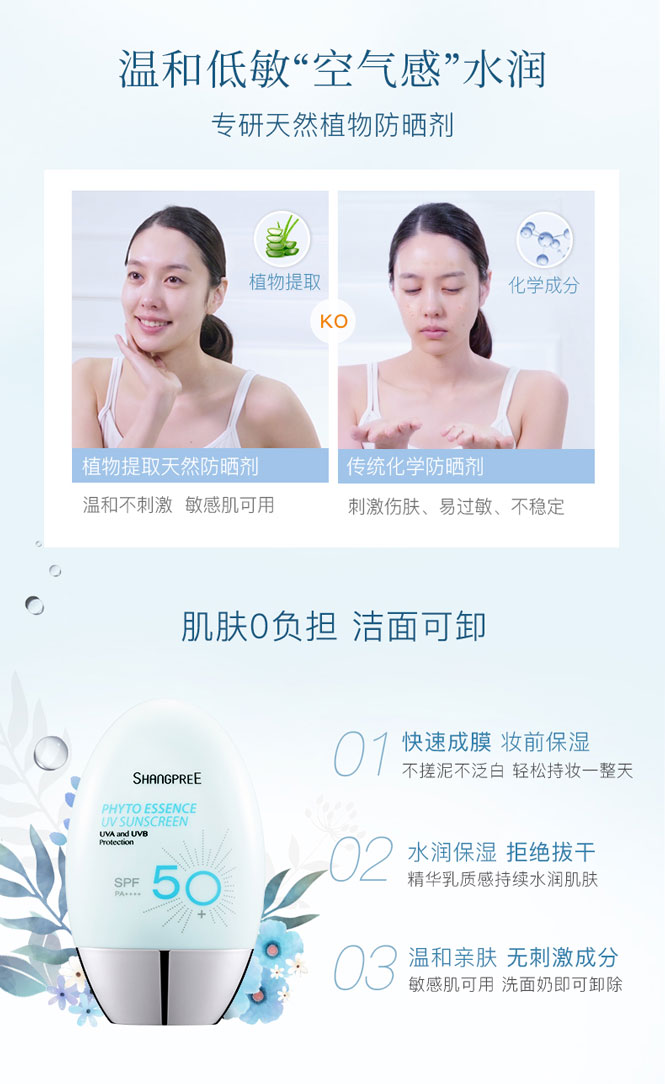 温和低敏“空气感”水润
专研天然植物防晒剂
植物提取
化学成分
KO
植物提取天然防晒剂
传统化学防晒剂
温和不刺激 敏感肌可用
刺激伤肤、易过敏、不稳定
肌肤0负担 洁面可卸
SHANGPREE
PHYTO ESSENCE
UV SUNSCREEN
UVA and UVB
Protection
SPF 50+
PA++++
01 快速成膜 妆前保湿
不搓泥不泛白 轻松持妆一整天
02 水润保湿 拒绝拔干
精华乳质感持续水润肌肤
03 温和亲肤 无刺激成分
敏感肌可用 洗面奶即可卸除